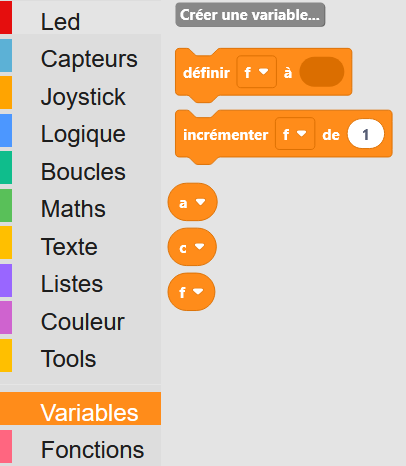 Led
Capteurs
Joystick
Logique
Boucles
Maths
Texte
Listes
Couleur
Tools
Variables
Fonctions
Créer une variable...
définir f à
incrémenter f de 1
a
c
f